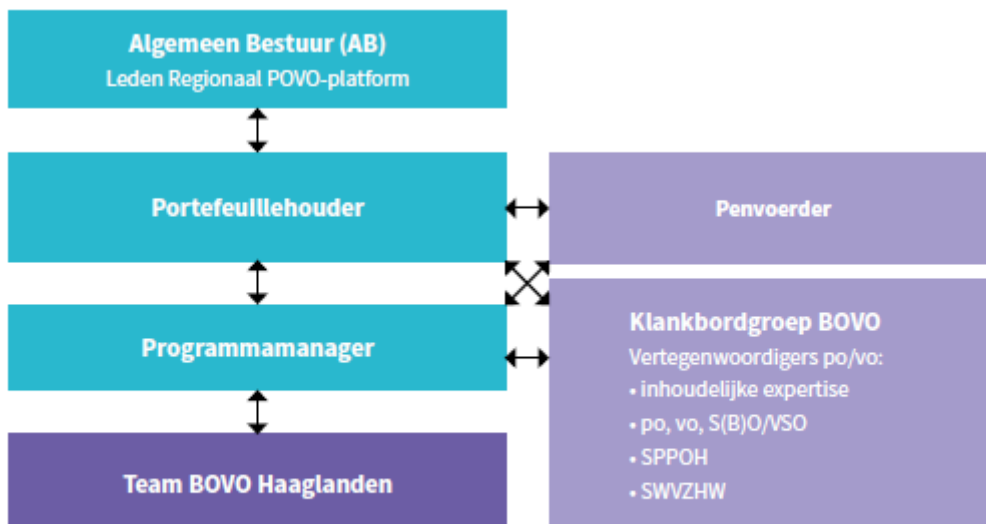 Algemeen Bestuur (AB)
Leden Regionaal POVO-platform
Portefeuillehouder
Penvoerder
Programmamanager
Klankbordgroep BOVO
Vertegenwoordigers po/vo:
• inhoudelijke expertise
• po, vo, S(B)O/VSO
• SPPOH
• SWVZHW
Team BOVO Haaglanden